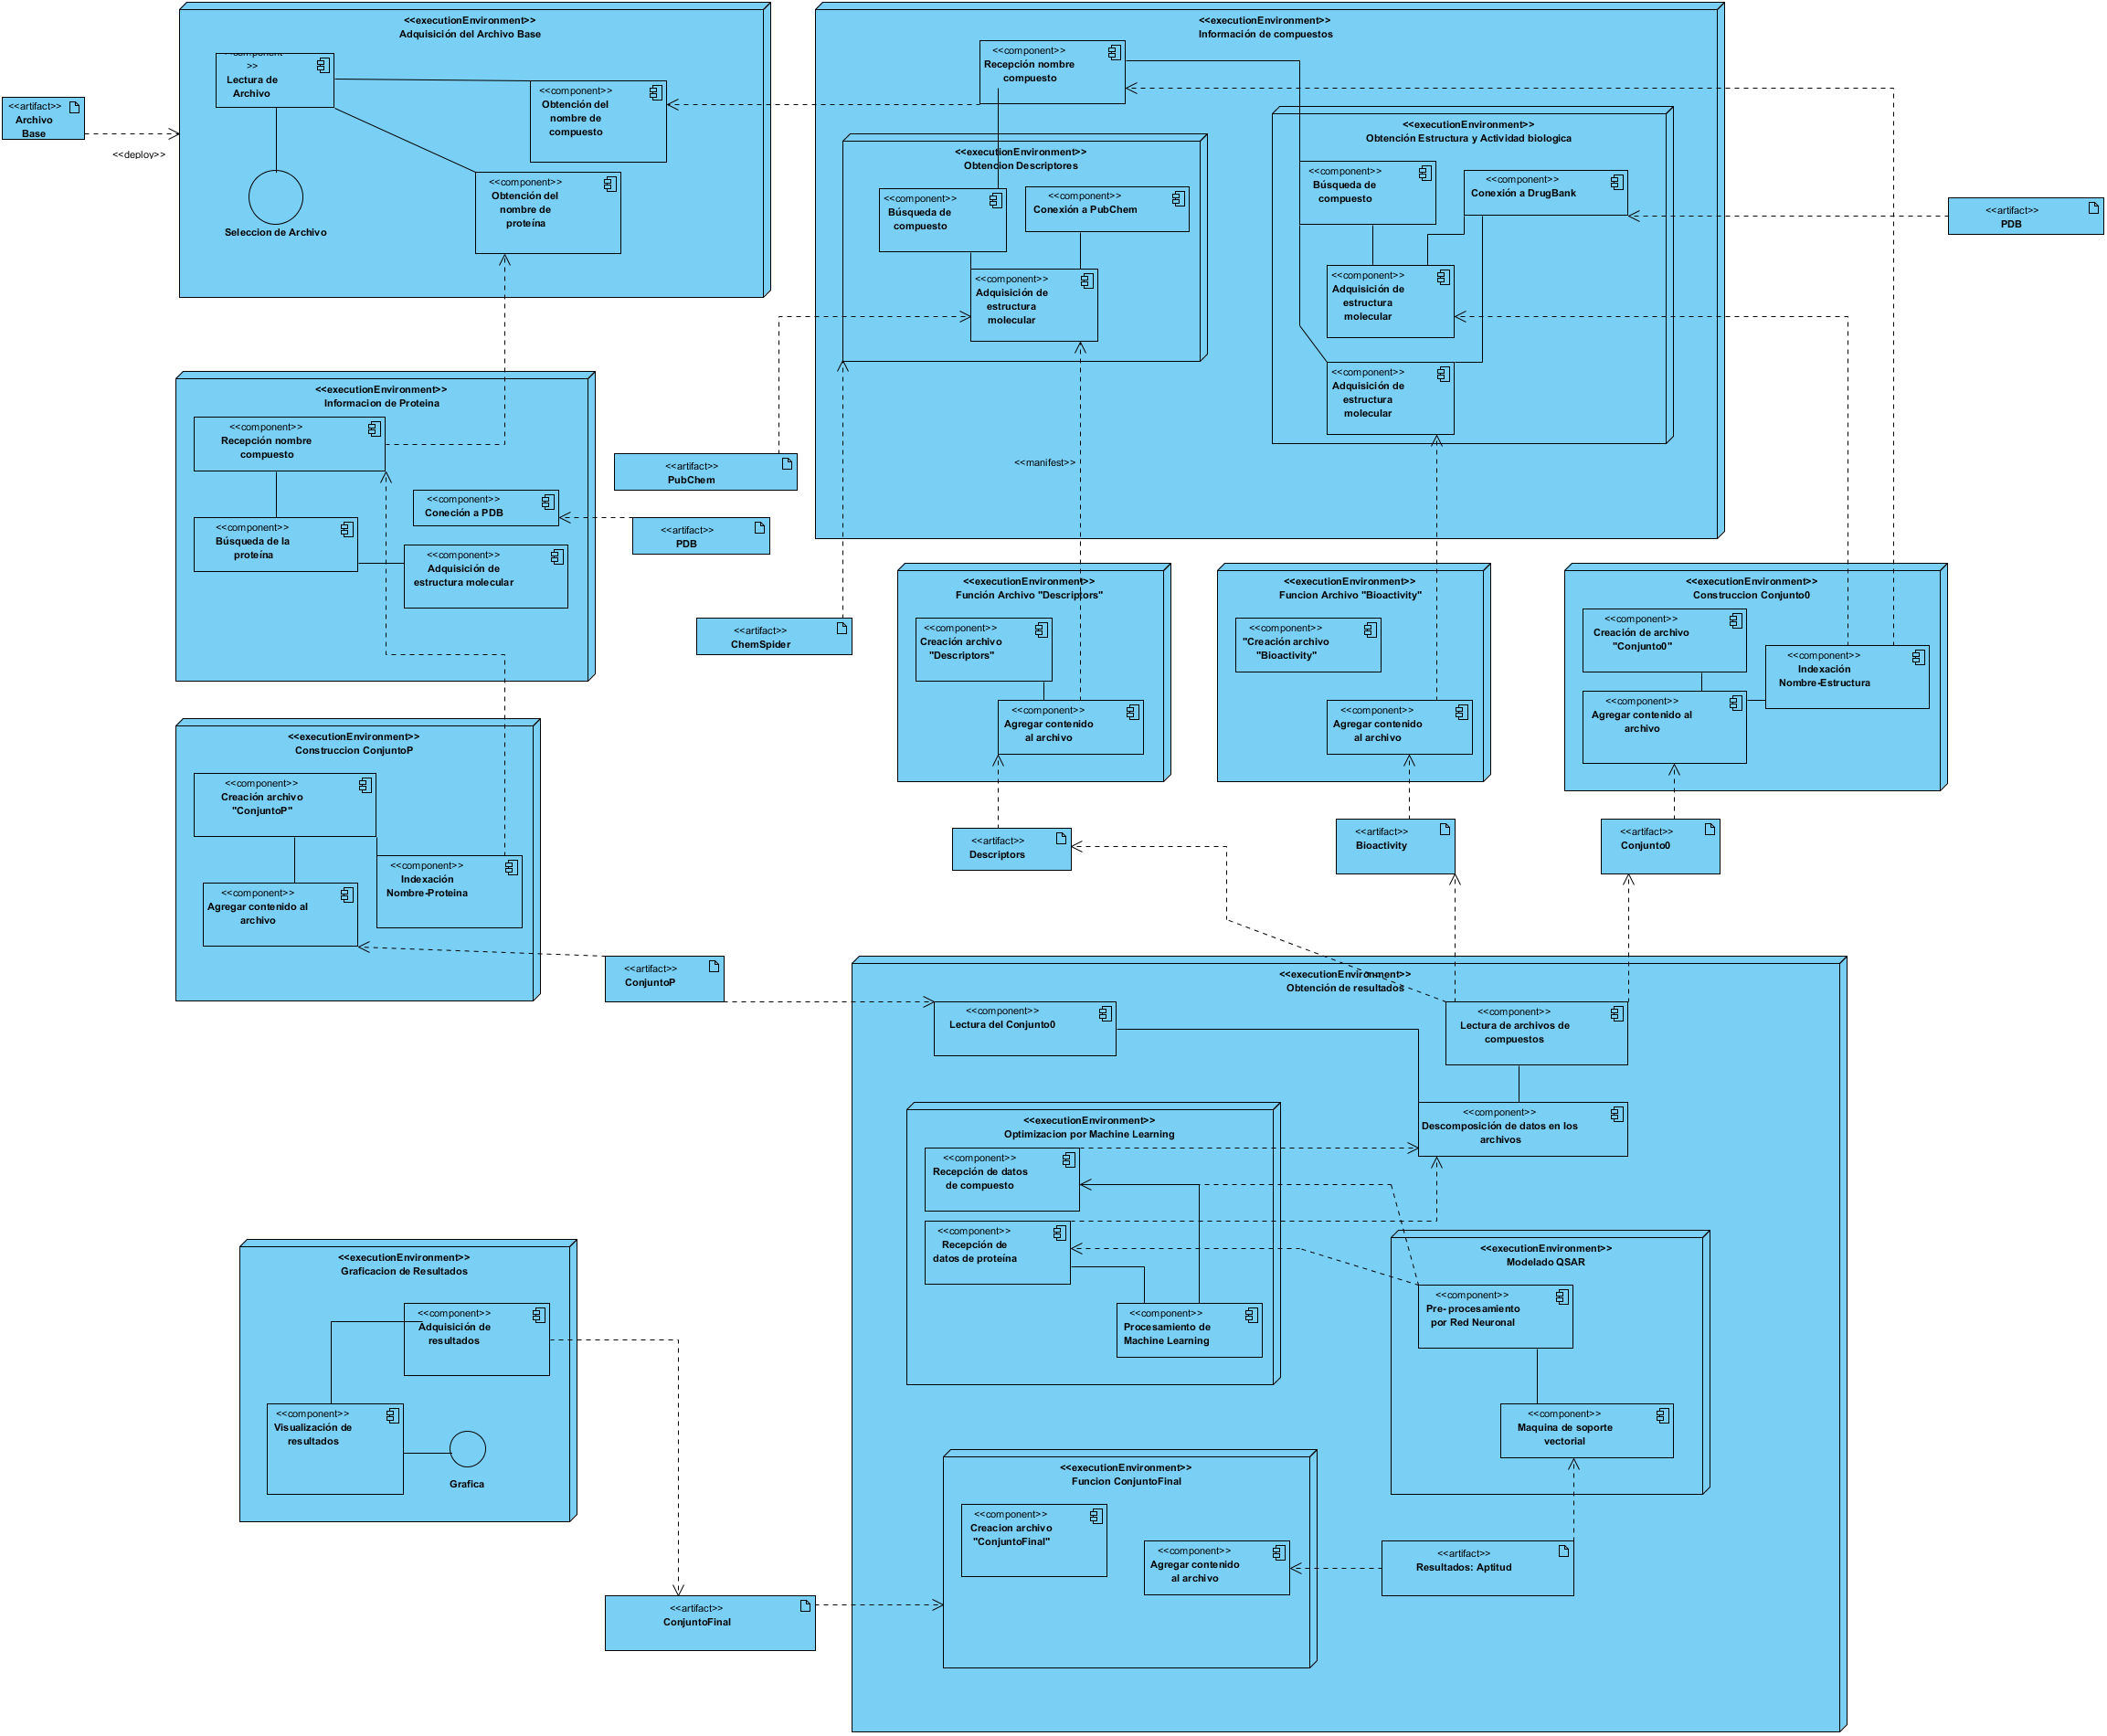 <<executionEnvironment>>
Adquisición del Archivo Base
<<component
>>
Lectura de
Archivo
<<component>>
Obtención del
nombre de
compuesto
<<artifact>>
Archivo
Base
<<deploy>>
<<component>>
Obtención del
nombre de
proteína
Seleccion de Archivo
<<executionEnvironment>>
Información de compuestos
<<component>>
Recepción nombre
compuesto
<<executionEnvironment>>
Obtencion Descriptores
<<component>>
Búsqueda de
compuesto
<<component>>
Conexión a PubChem
<<component>>
Adquisición de
estructura
molecular
<<executionEnvironment>>
Obtención Estructura y Actividad biologica
<<component>>
Búsqueda de
compuesto
<<component>>
Conexión a DrugBank
<<component>>
Adquisición de
estructura
molecular
<<component>>
Adquisición de
estructura
molecular
<<artifact>>
PDB
<<executionEnvironment>>
Informacion de Proteina
<<component>>
Recepción nombre
compuesto
<<component>>
Coneción a PDB
<<component>>
Búsqueda de la
proteína
<<component>>
Adquisición de
estructura molecular
<<artifact>>
PubChem
<<artifact>>
PDB
<<manifest>>
<<artifact>>
ChemSpider
<<executionEnvironment>>
Función Archivo "Descriptors"
<<component>>
Creación archivo
"Descriptors"
<<component>>
Agregar contenido
al archivo
<<executionEnvironment>>
Funcion Archivo "Bioactivity"
<<component>>
"Creación archivo
"Bioactivity"
<<component>>
Agregar contenido
al archivo
<<executionEnvironment>>
Construccion Conjunto0
<<component>>
Creación de archivo
"Conjunto0"
<<component>>
Indexación
Nombre-Estructura
<<component>>
Agregar contenido al
archivo
<<executionEnvironment>>
Construccion ConjuntoP
<<component>>
Creación archivo
"ConjuntoP"
<<component>>
Indexación
Nombre-Proteina
<<component>>
Agregar contenido al
archivo
<<artifact>>
Descriptors
<<artifact>>
Bioactivity
<<artifact>>
Conjunto0
<<artifact>>
ConjuntoP
<<executionEnvironment>>
Obtención de resultados
<<component>>
Lectura del Conjunto0
<<component>>
Lectura de archivos de
compuestos
<<component>>
Descomposición de datos en los
archivos
<<executionEnvironment>>
Optimizacion por Machine Learning
<<component>>
Recepción de datos
de compuesto
<<component>>
Recepción de
datos de proteína
<<component>>
Procesamiento de
Machine Learning
<<executionEnvironment>>
Modelado QSAR
<<component>>
Pre-procesamiento
por Red Neuronal
<<component>>
Maquina de soporte
vectorial
<<executionEnvironment>>
Graficacion de Resultados
<<component>>
Adquisición de
resultados
<<component>>
Visualización de
resultados
Grafica
<<executionEnvironment>>
Funcion ConjuntoFinal
<<component>>
Creacion archivo
"ConjuntoFinal"
<<component>>
Agregar contenido
al archivo
<<artifact>>
Resultados: Aptitud
<<artifact>>
ConjuntoFinal